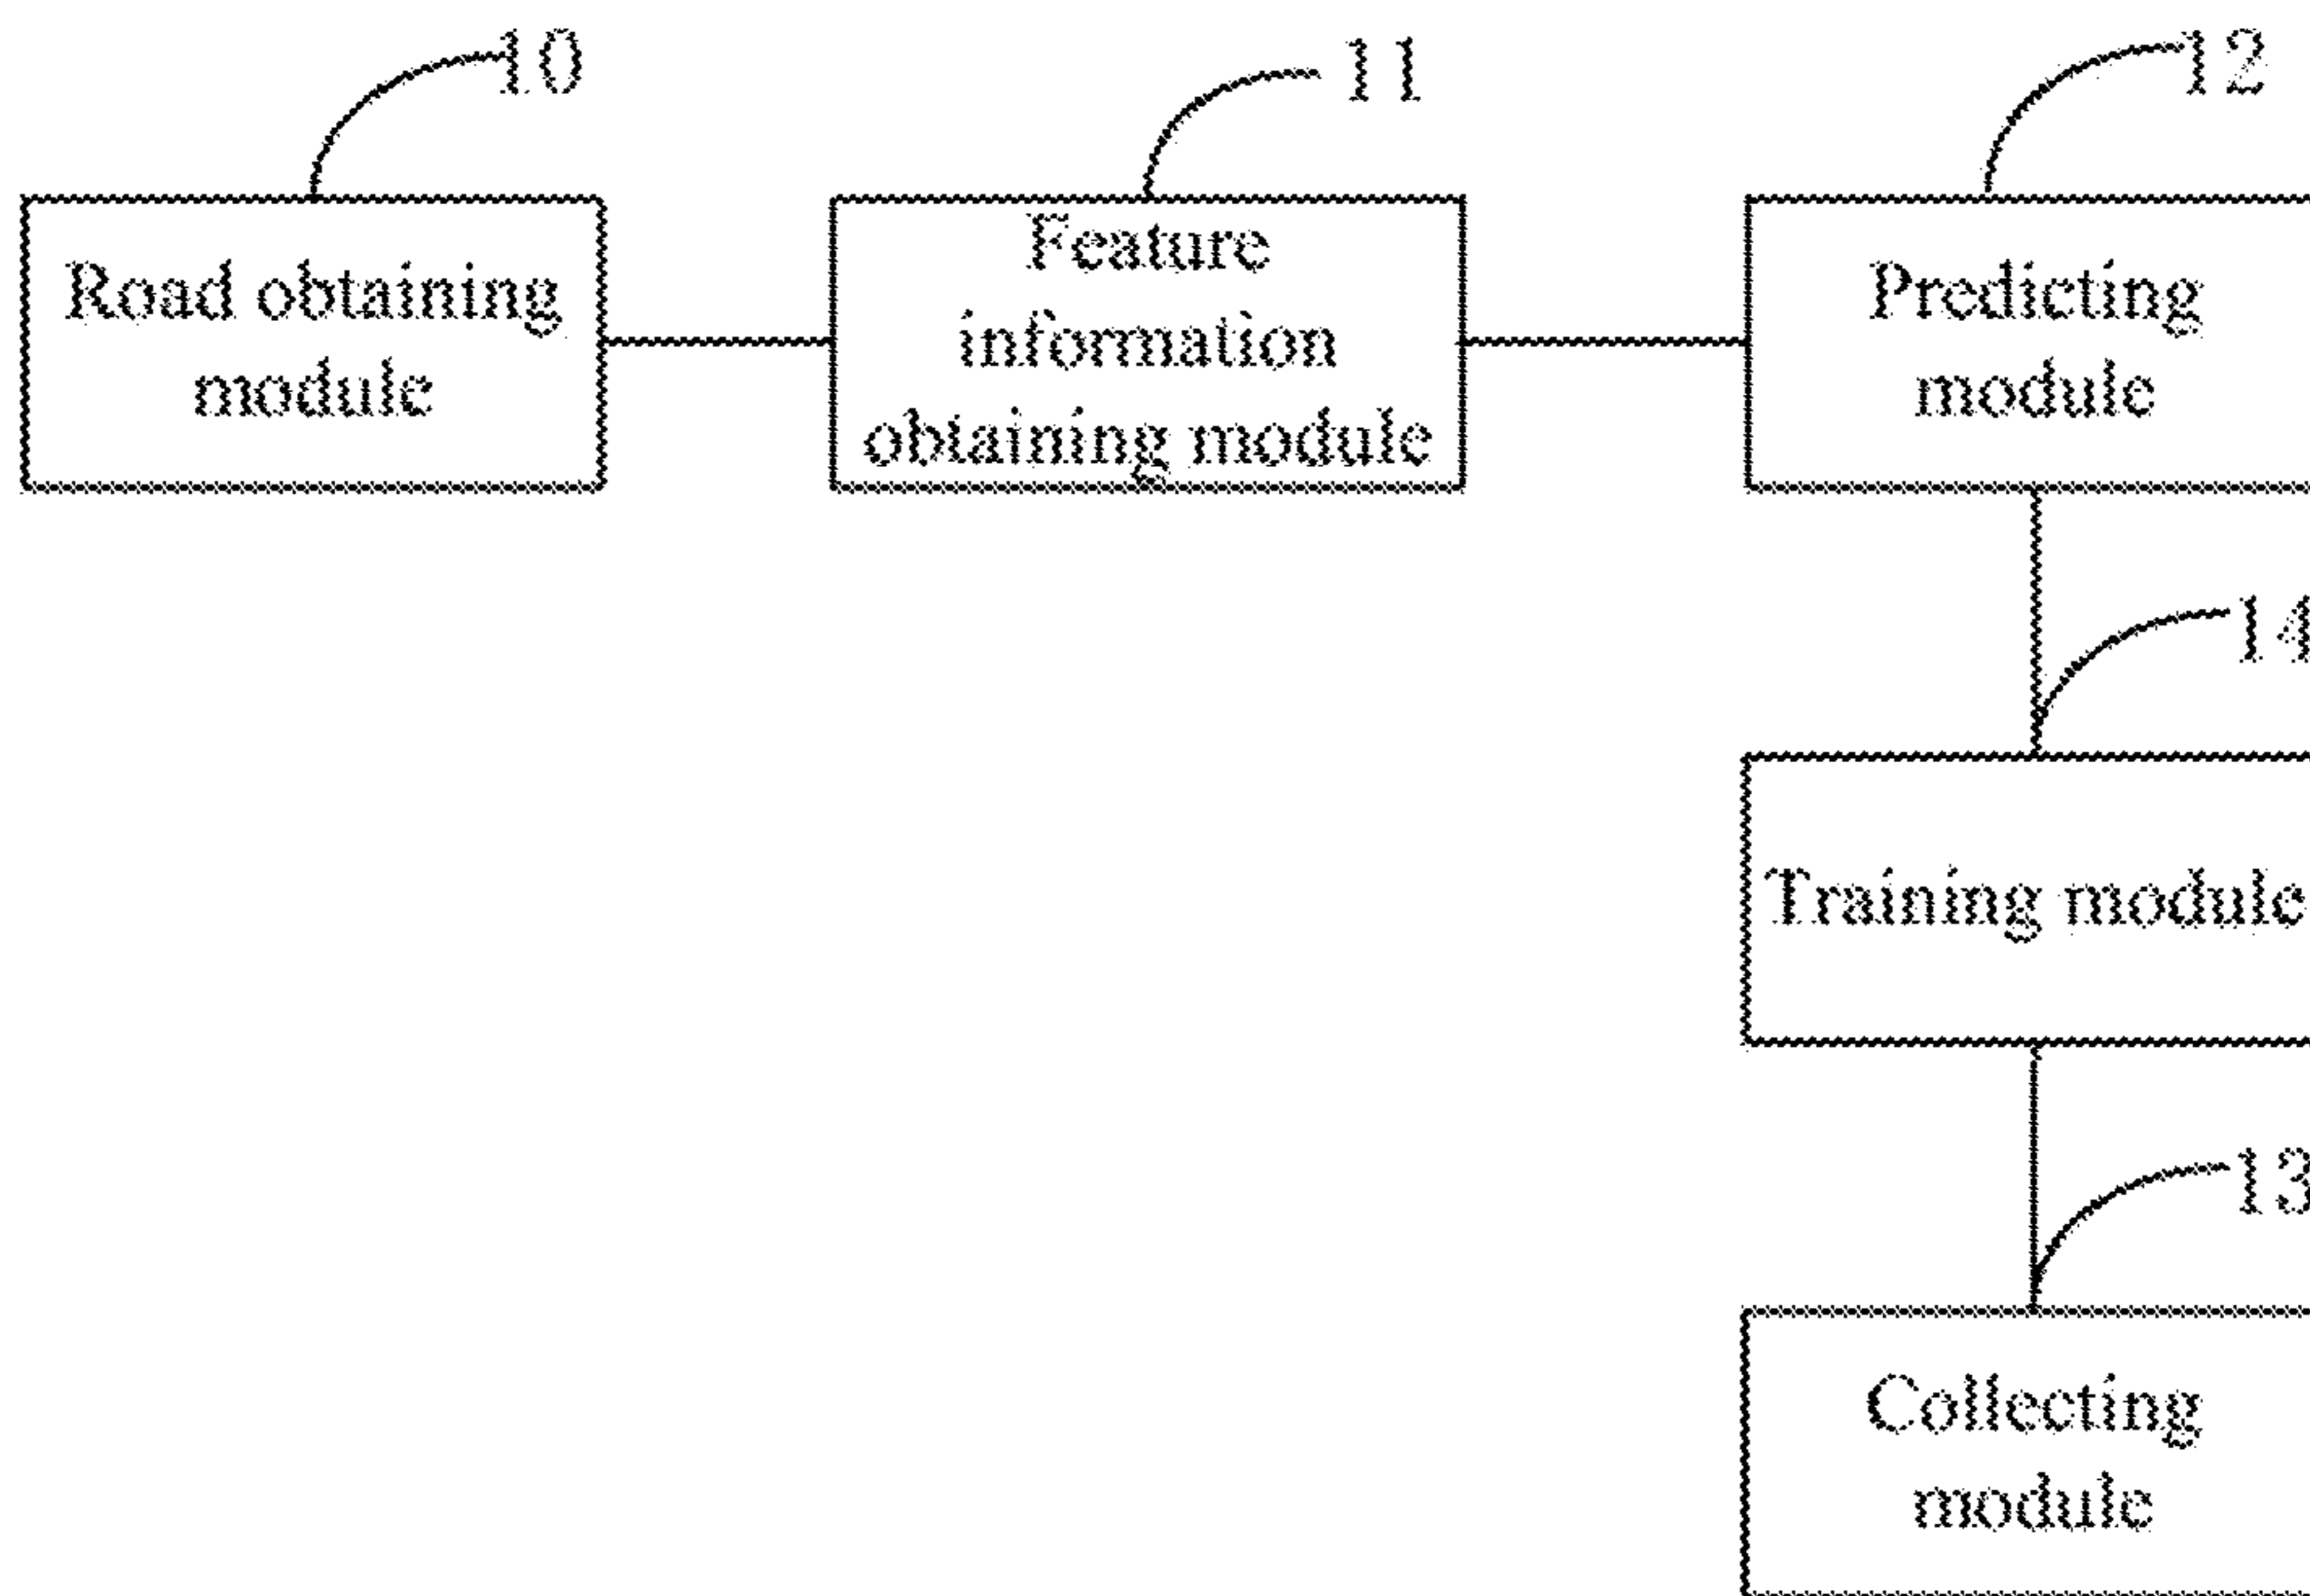 10
11
12
Road obtaining
module
Feature
information
obtaining module
Predicting
module
14
Training module
13
Collecting
module